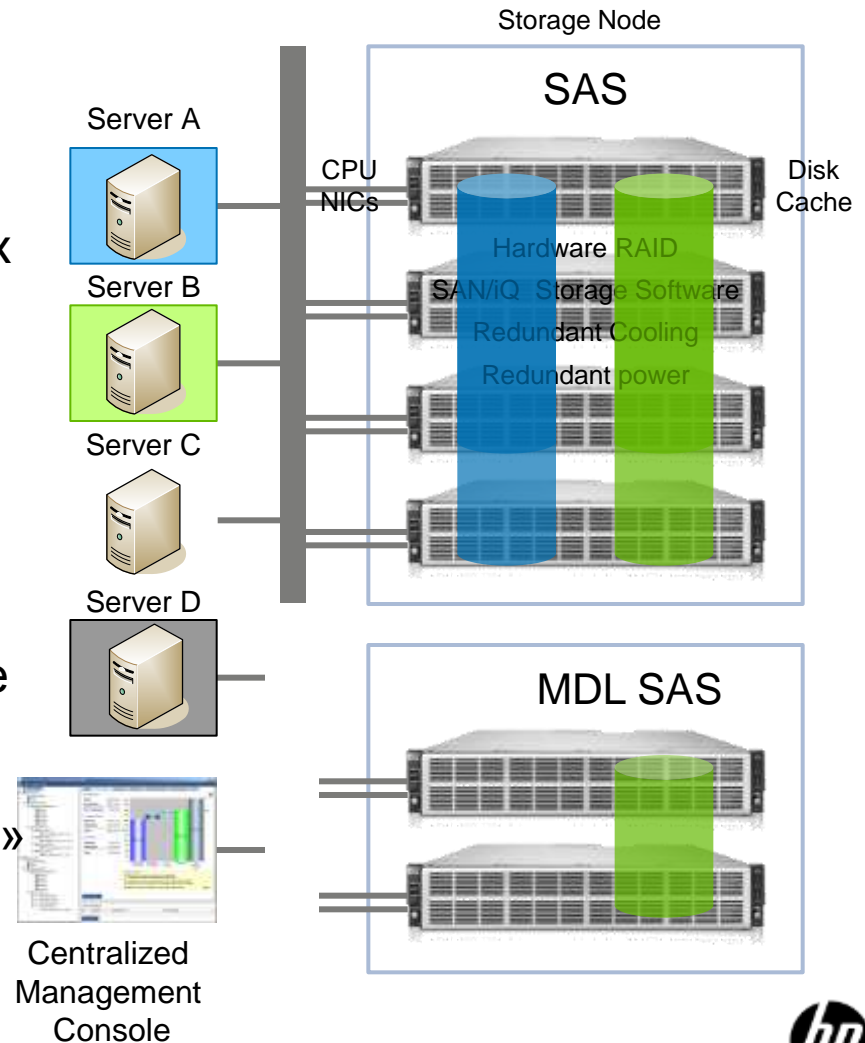 Storage Node
SAS
Server A
CPU
NICs
Disk
Cache
x
Hardware RAID
Server B
SAN/iQ Storage Software
Redundant Cooling
Redundant power
Server C
Server D
e
MDL SAS
»
Centralized
Management
Console
hp